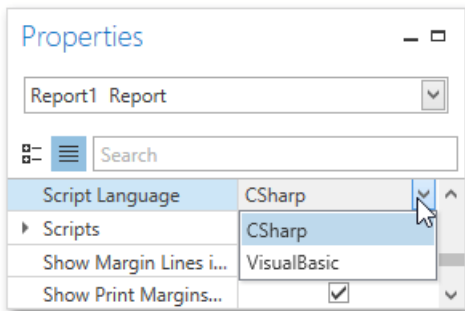 Properties
Report1 Report
Search
Script Language CSharp
Scripts CSharp
Show Margin Lines i... VisualBasic
Show Print Margins...